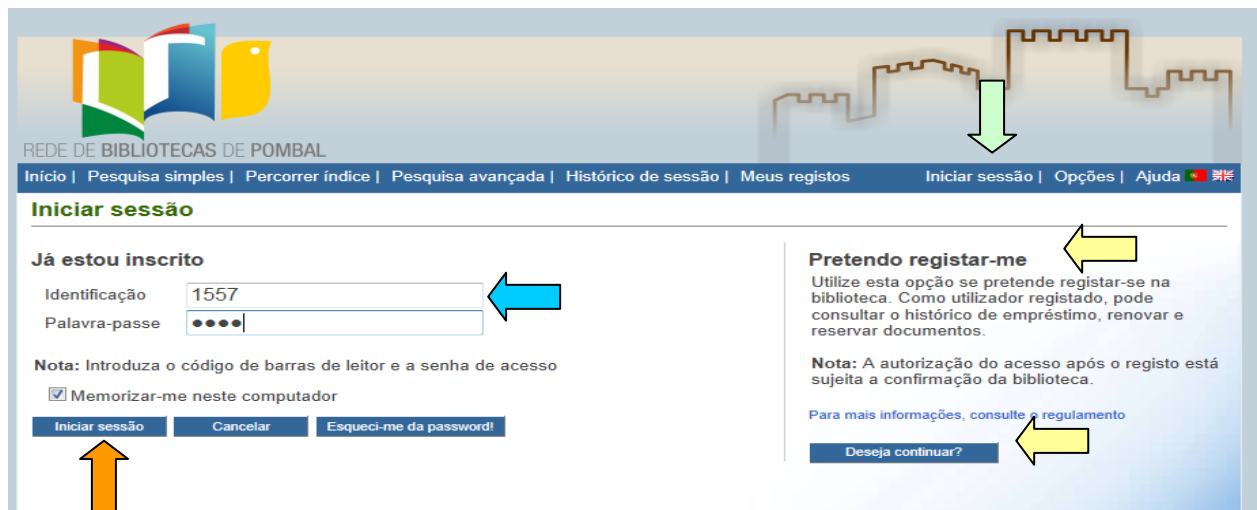 REDE DE BIBLIOTECAS DE POMBAL
Início | Pesquisa simples | Percorrer índice | Pesquisa avançada | Histórico de sessão | Meus registos Iniciar sessão | Opções | Ajuda
Iniciar sessão
Já estou inscrito
Identificação 1557
Palavra-passe ●●●●
Nota: Introduza o código de barras de leitor e a senha de acesso
Memorizar-me neste computador
Iniciar sessão Cancelar Esqueci-me da password!
Pretendo registar-me
Utilize esta opção se pretende registar-se na
biblioteca. Como utilizador registado, pode
consultar o histórico de empréstimo, renovar e
reservar documentos.
Nota: A autorização do acesso após o registo está
sujeita a confirmação da biblioteca.
Para mais informações, consulte o regulamento
Deseja continuar?